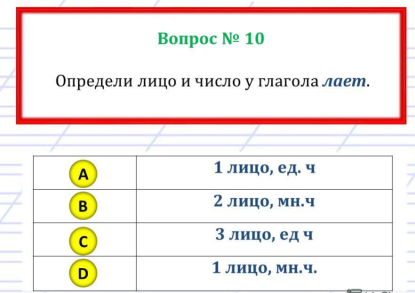 Вопрос № 10
Определи лицо и число у глагола лает.
A 1 лицо, ед. ч
B 2 лицо, мн.ч
C 3 лицо, ед ч
D 1 лицо, мн.ч.